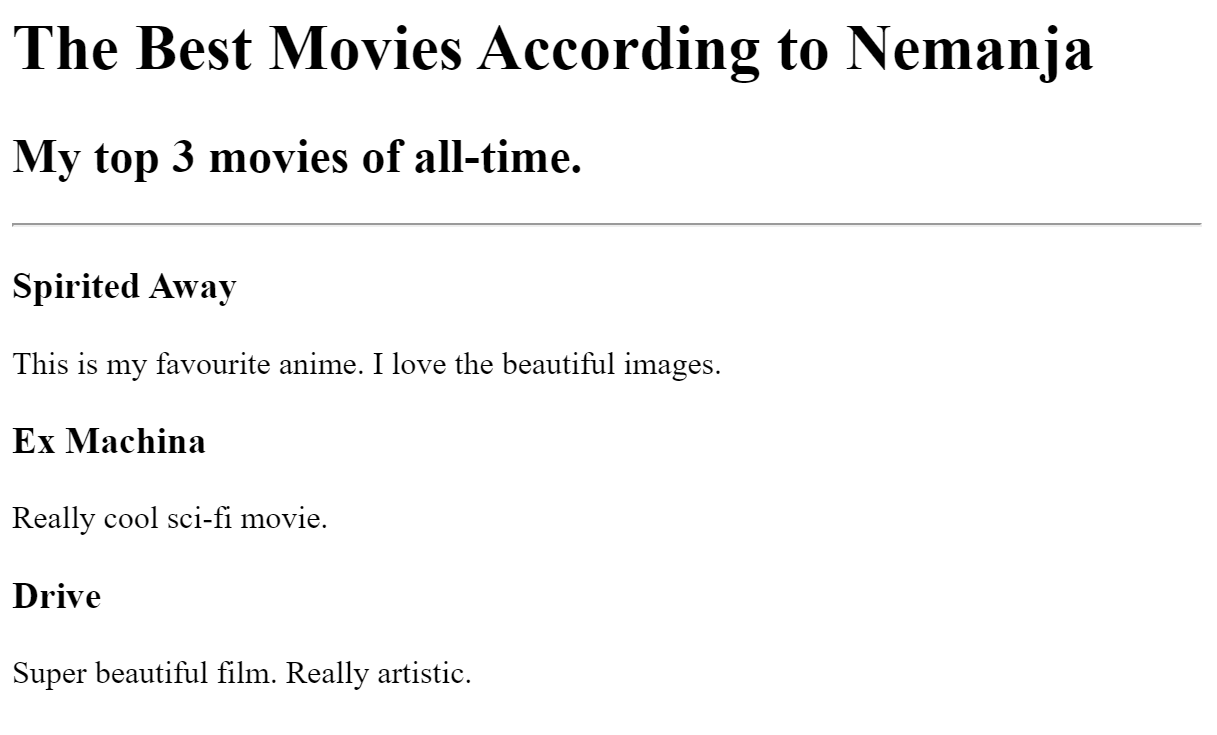 The Best Movies According to Nemanja
My top 3 movies of all-time.
Spirited Away
This is my favourite anime. I love the beautiful images.
Ex Machina
Really cool sci-fi movie.
Drive
Super beautiful film. Really artistic.